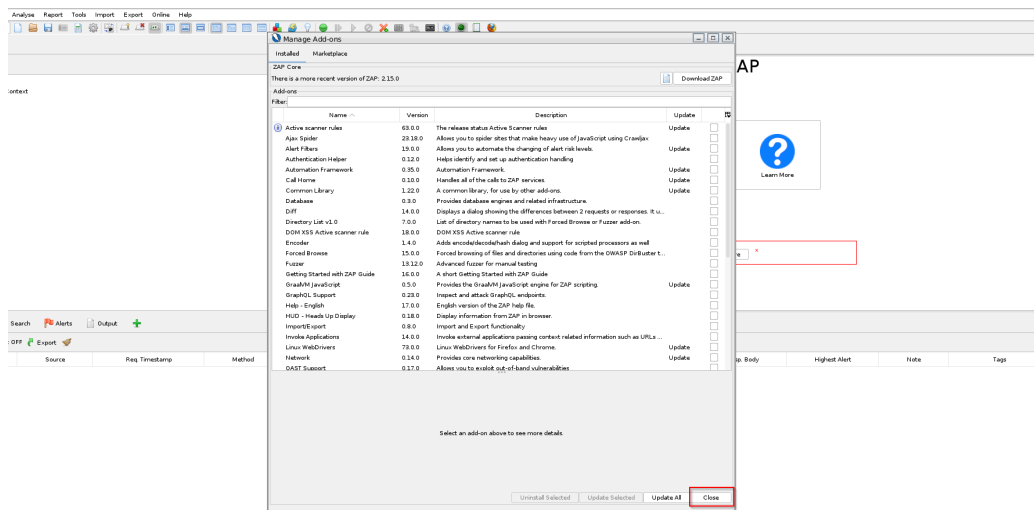 Analyse Report Tools Import Export Online Help
Manage Add-ons
Installed Marketplace
ZAP Core
There is a more recent version of ZAP: 2.15.0 Download ZAP
Add-ons
Filter:
Name Version Description Update
Active scanner rules 63.0.0 The release status Active Scanner rules Update
Ajax Spider 23.18.0 Allows you to spider sites that make heavy use of JavaScript using Crawljax
Alert Filters 19.0.0 Allows you to automate the changing of alert risk levels. Update
Authentication Helper 0.12.0 Helps identify and set up authentication handling
Automation Framework 0.35.0 Automation Framework. Update
Call Home 0.10.0 Handles all of the calls to ZAP services. Update
Common Library 1.22.0 A common library, for use by other add-ons. Update
Database 0.3.0 Provides database engines and related infrastructure.
Diff 14.0.0 Displays a dialog showing the differences between 2 requests or responses. It u...
Directory List v1.0 7.0.0 List of directory names to be used with Forced Browse or Fuzzer add-on.
DOM XSS Active scanner rule 18.0.0 DOM XSS Active scanner rule
Encoder 1.4.0 Adds encode/decode/hash dialog and support for scripted processors as well
Forced Browse 15.0.0 Forced browsing of files and directories using code from the OWASP DirBuster t...
Fuzzer 13.12.0 Advanced fuzzer for manual testing
Getting Started with ZAP Guide 16.0.0 A short Getting Started with ZAP Guide
GraalVM JavaScript 0.5.0 Provides the GraalVM JavaScript engine for ZAP scripting. Update
GraphQL Support 0.23.0 Inspect and attack GraphQL endpoints.
Help - English 17.0.0 English version of the ZAP help file.
HUD - Heads Up Display 0.18.0 Display information from ZAP in browser.
Import/Export 0.8.0 Import and Export functionality
Invoke Applications 14.0.0 Invoke external applications passing context related information such as URLs ...
Linux WebDrivers 73.0.0 Linux WebDrivers for Firefox and Chrome. Update
Network 0.14.0 Provides core networking capabilities. Update
OAST Support 0.17.0 Allows you to exploit out-of-band vulnerabilities
Select an add-on above to see more details.
Uninstall Selected Update Selected Update All Close
AP
Context
Learn More
re *
Search Alerts Output
: OFF Export
Source Req. Timestamp Method sp. Body Highest Alert Note Tags